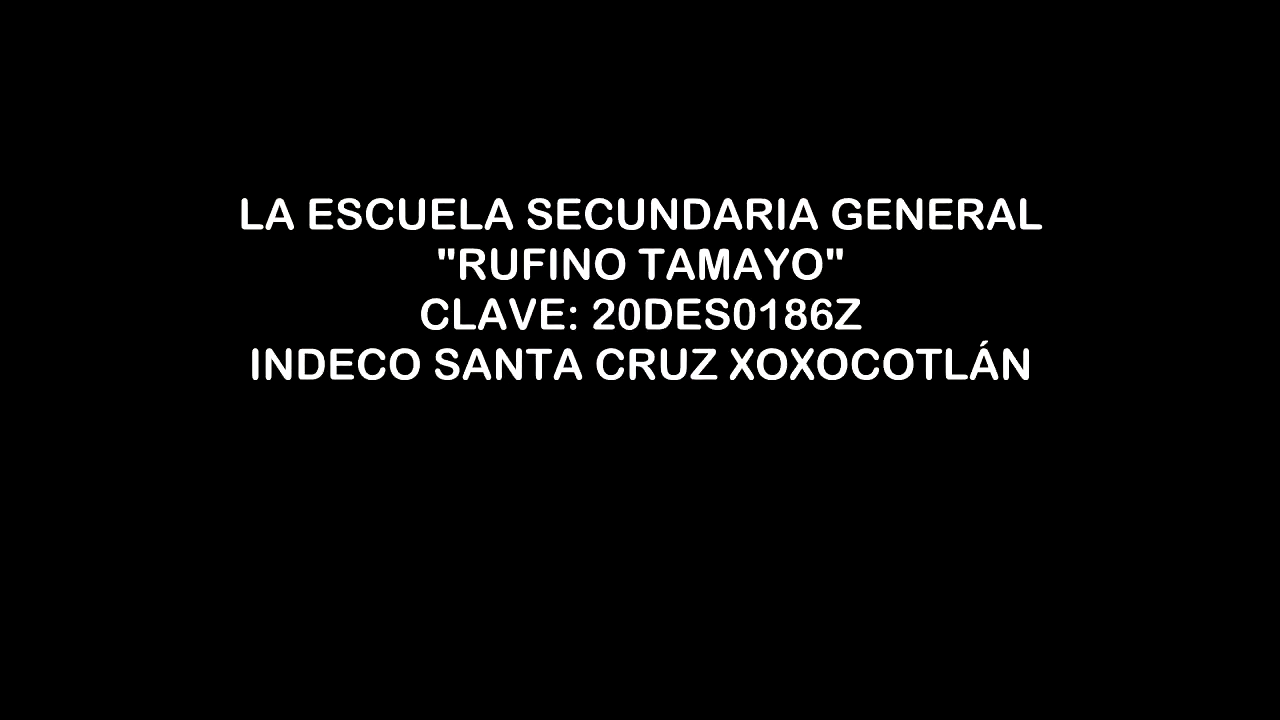 LA ESCUELA SECUNDARIA GENERAL
"RUFINO TAMAYO"
CLAVE: 20DES0186Z
INDECO SANTA CRUZ XOXOCOTLÁN